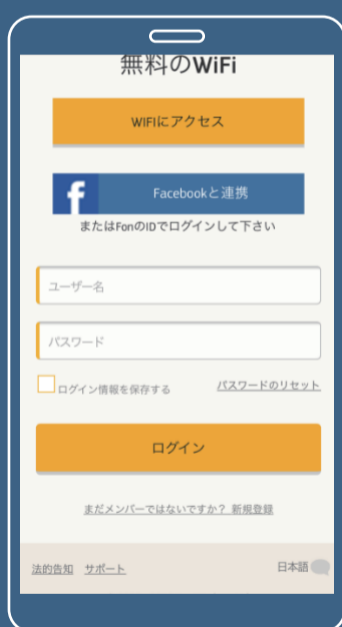 無料のWiFi
WIFIにアクセス
f Facebookと連携
またはFonのIDでログインして下さい
ユーザー名
パスワード
ログイン情報を保存する パスワードのリセット
ログイン
まだメンバーではないですか？ 新規登録
法的告知 サポート 日本語